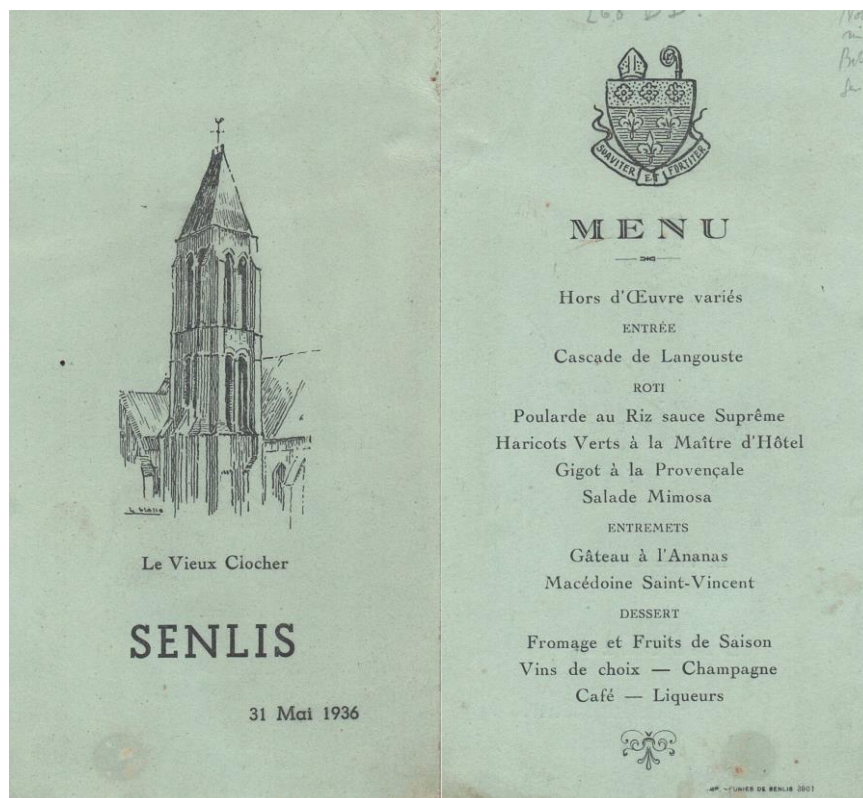 Le Vieux Clocher
SENLIS
31 Mai 1936
SUAVITER ET FORTITER
MENU
Hors d'Œuvre variés
ENTRÉE
Cascade de Langouste
ROTI
Poularde au Riz sauce Suprême
Haricots Verts à la Maître d'Hôtel
Gigot à la Provençale
Salade Mimosa
ENTREMETS
Gâteau à l'Ananas
Macédoine Saint-Vincent
DESSERT
Fromage et Fruits de Saison
Vins de choix — Champagne
Café — Liqueurs
DE SENLIS